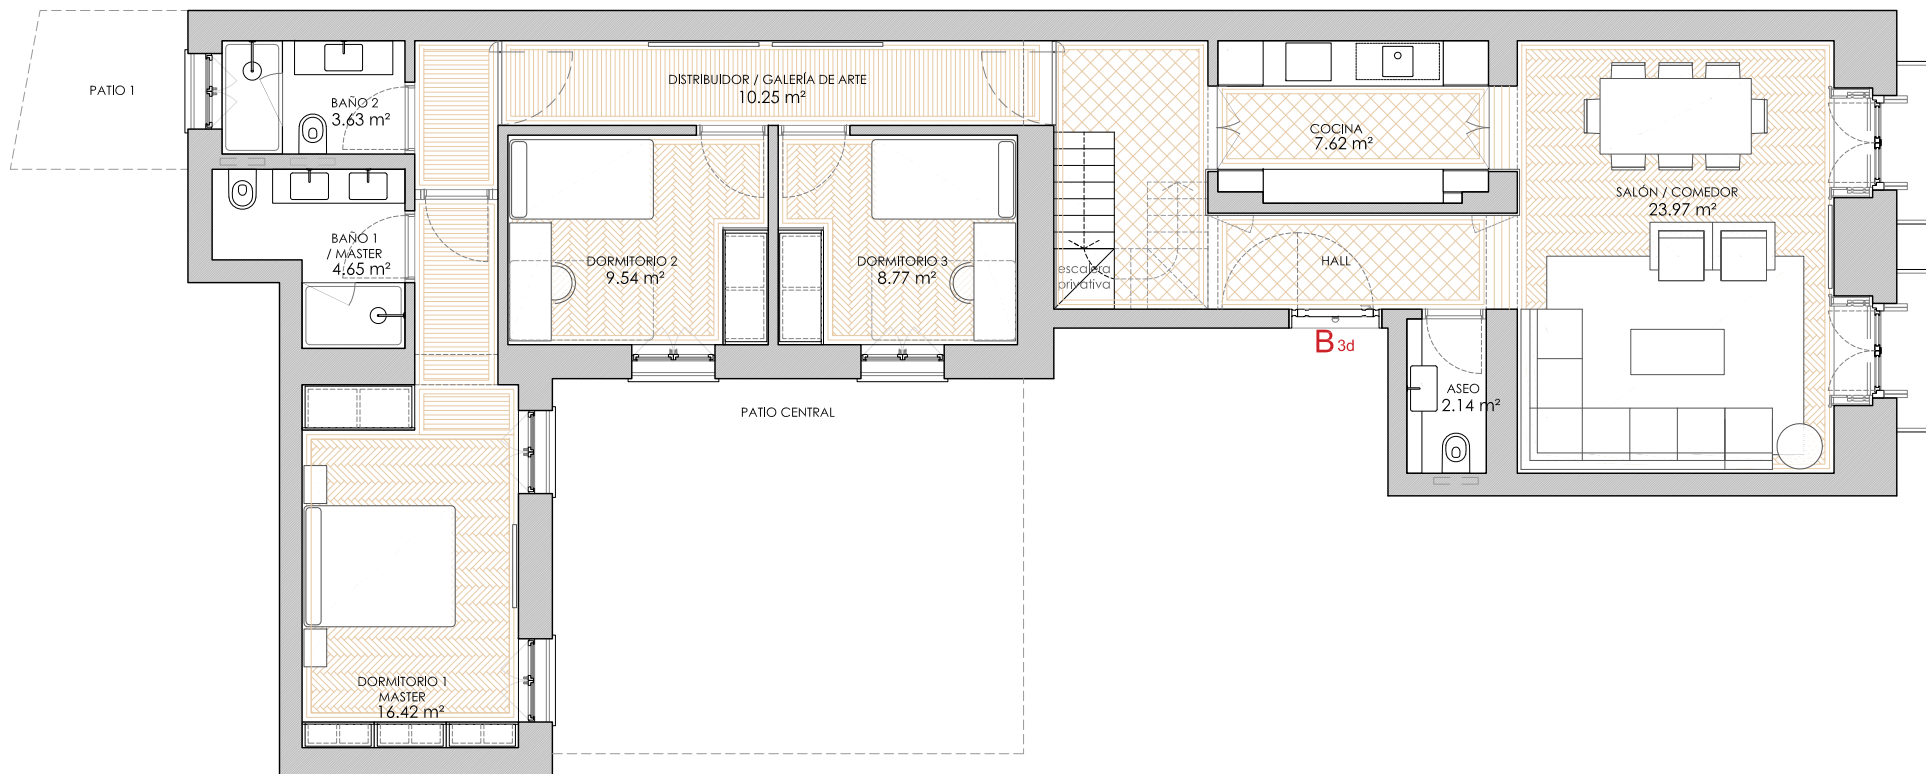 PATIO 1
BAÑO 2
3.63 m²
BAÑO 1
/ MASTER
4.65 m²
DISTRIBUIDOR / GALERÍA DE ARTE
10.25 m²
DORMITORIO 2
9.54 m²
DORMITORIO 3
8.77 m²
escalera
privativa
COCINA
7.62 m²
HALL
SALÓN / COMEDOR
23.97 m²
B 3d
ASEO
2.14 m²
PATIO CENTRAL
DORMITORIO 1
MASTER
16.42 m²